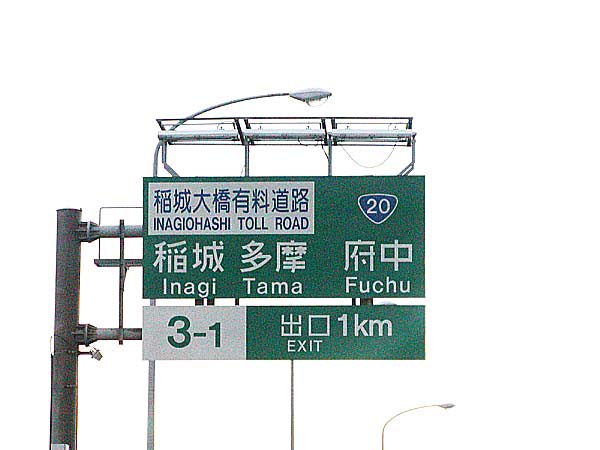 稲城大橋有料道路
INAGIOHASHI TOLL ROAD
20
稲城 多摩 府中
Inagi Tama Fuchu
3-1 出口 1km
EXIT